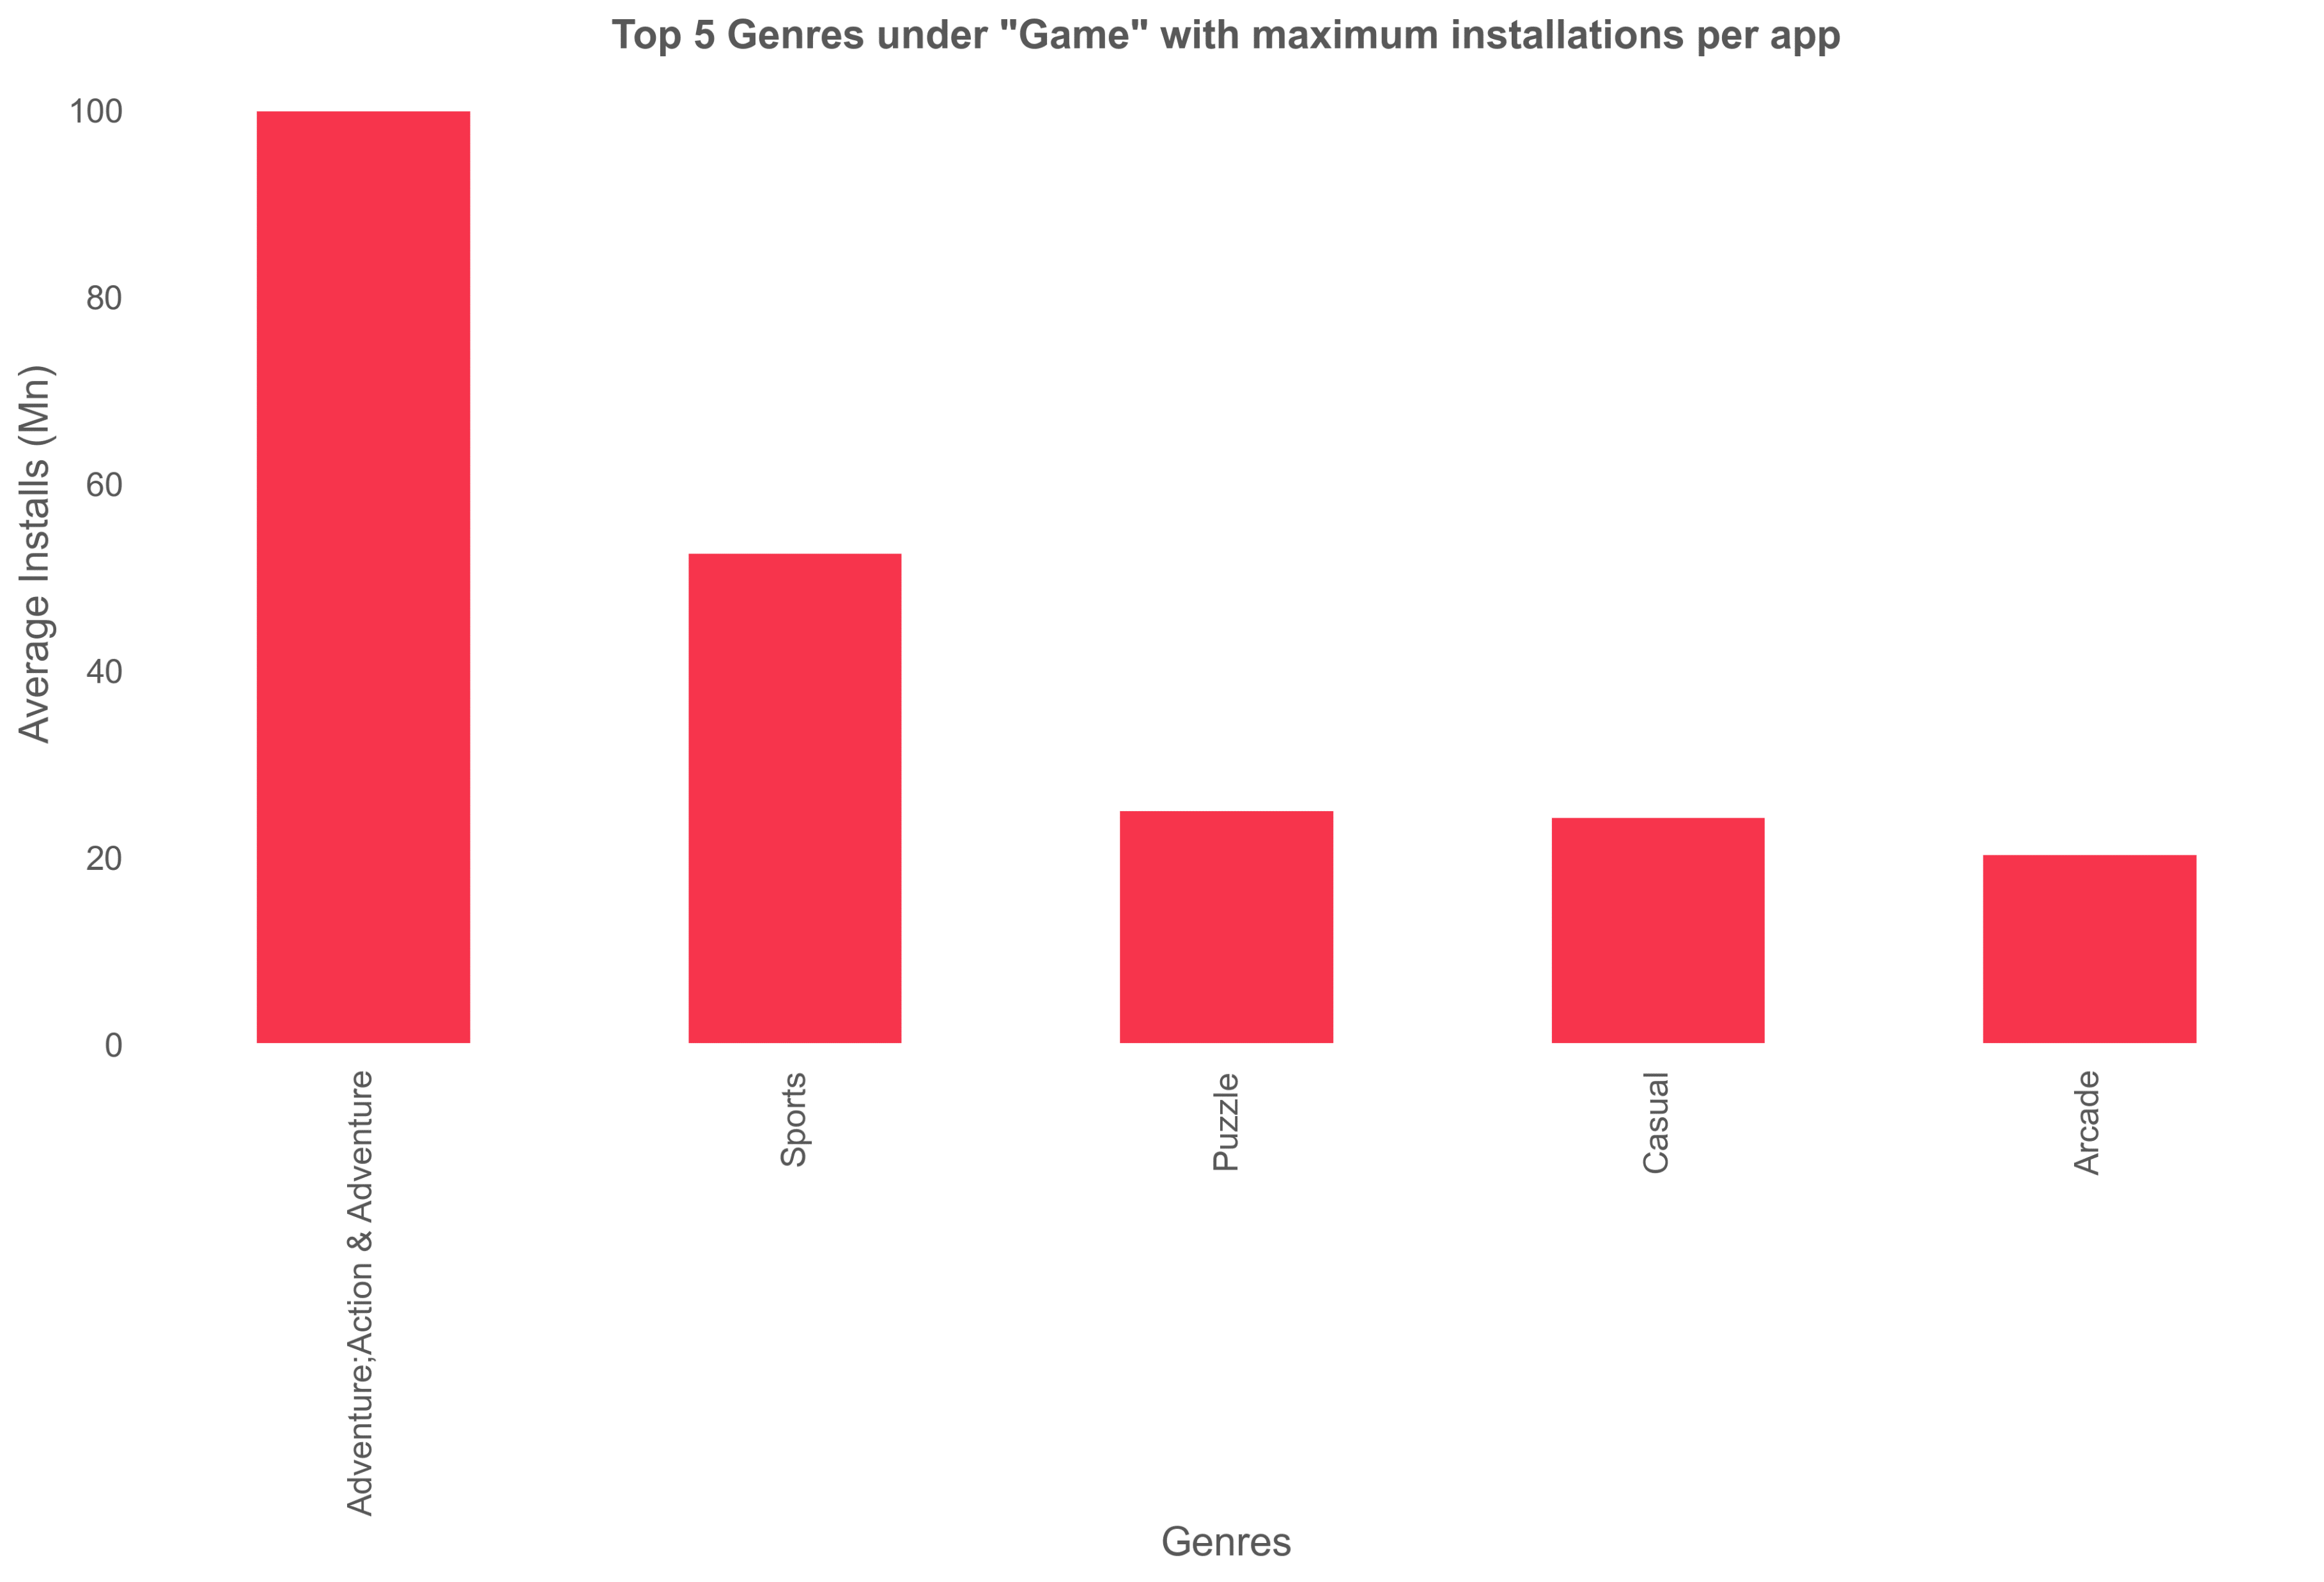 Top 5 Genres under "Game" with maximum installations per app
Average Installs (Mn)
100
80
60
40
20
0
Adventure;Action & Adventure
Sports
Puzzle
Casual
Arcade
Genres